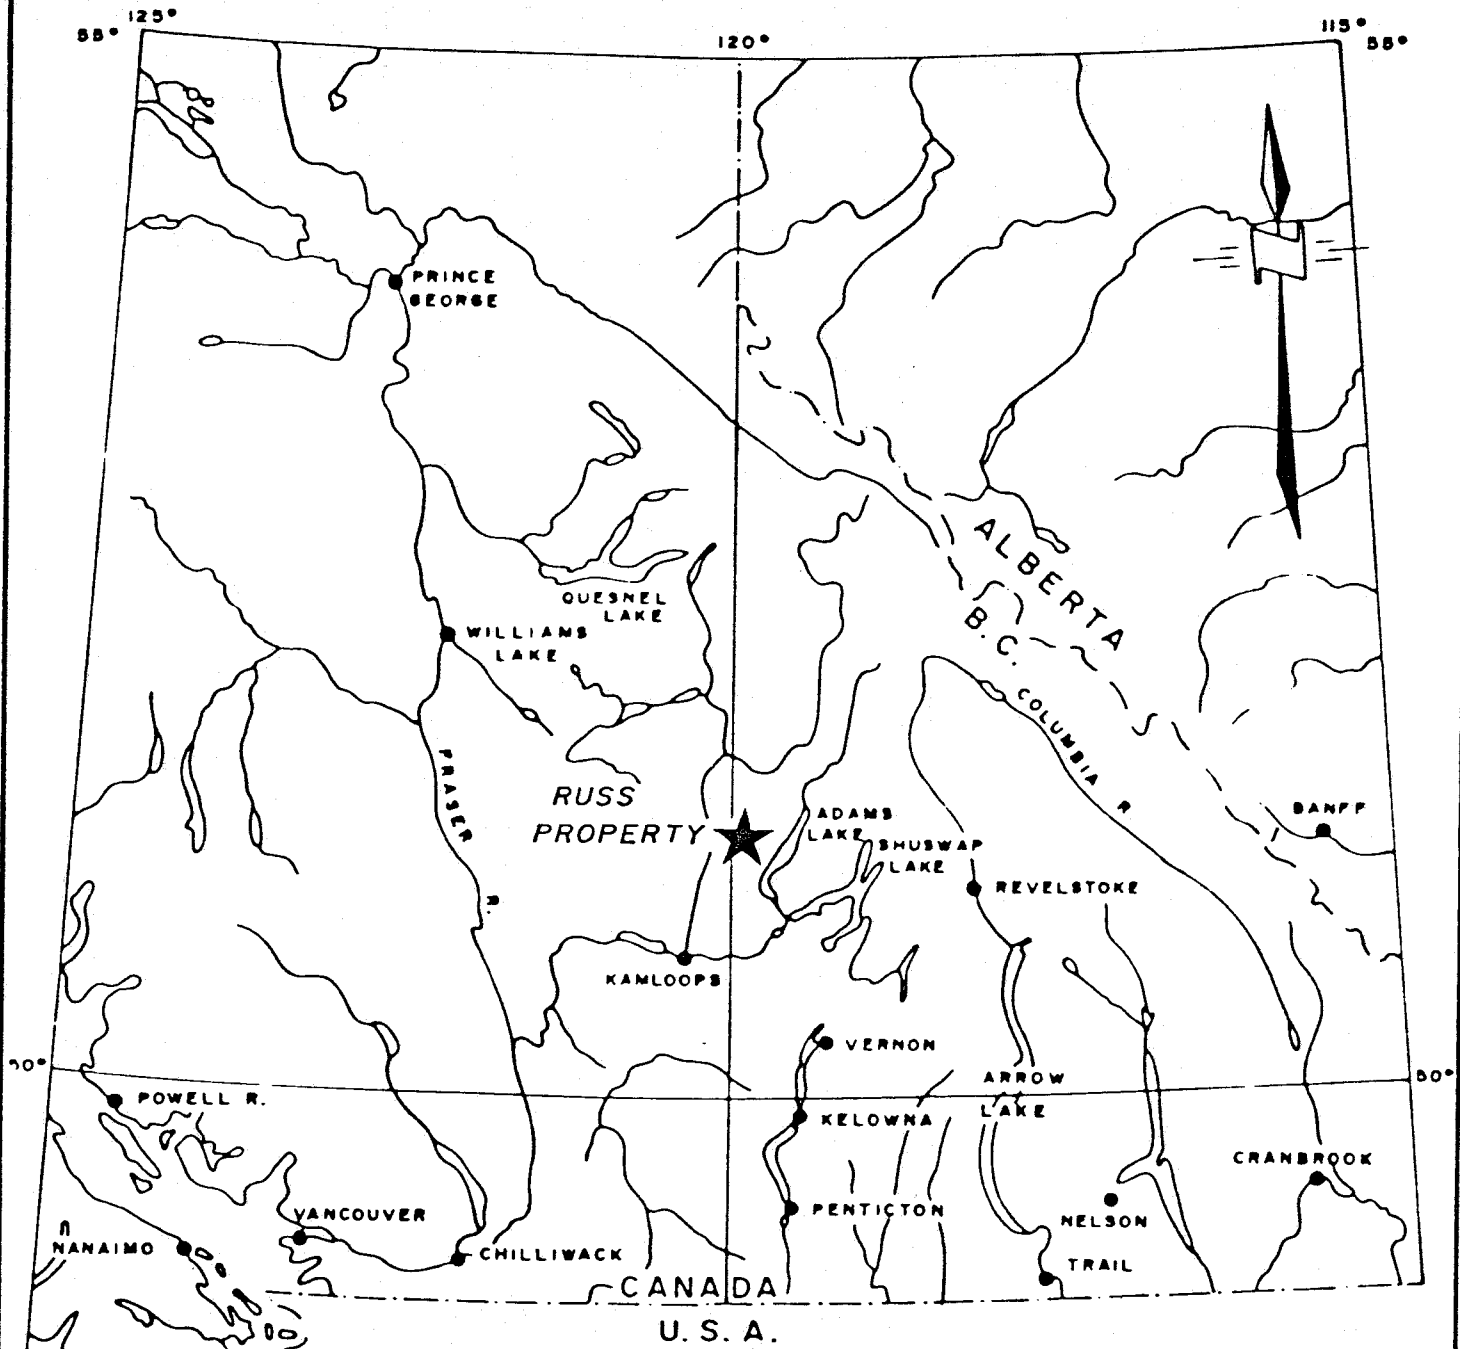 125°
55°
120°
115°
55°
PRINCE
GEORGE
ALBERTA
B.C.
QUESNEL
LAKE
WILLIAMS
LAKE
COLUMBIA R
FRASER R.
RUSS
PROPERTY
ADAMS
LAKE
SHUSWAP
LAKE
BANFF
REVELSTOKE
KAMLOOPS
VERNON
50°
50°
ARROW
LAKE
POWELL R.
KELOWNA
CRANBROOK
VANCOUVER
PENTICTON
NELSON
NANAIMO
CHILLIWACK
TRAIL
CANADA
U.S.A.